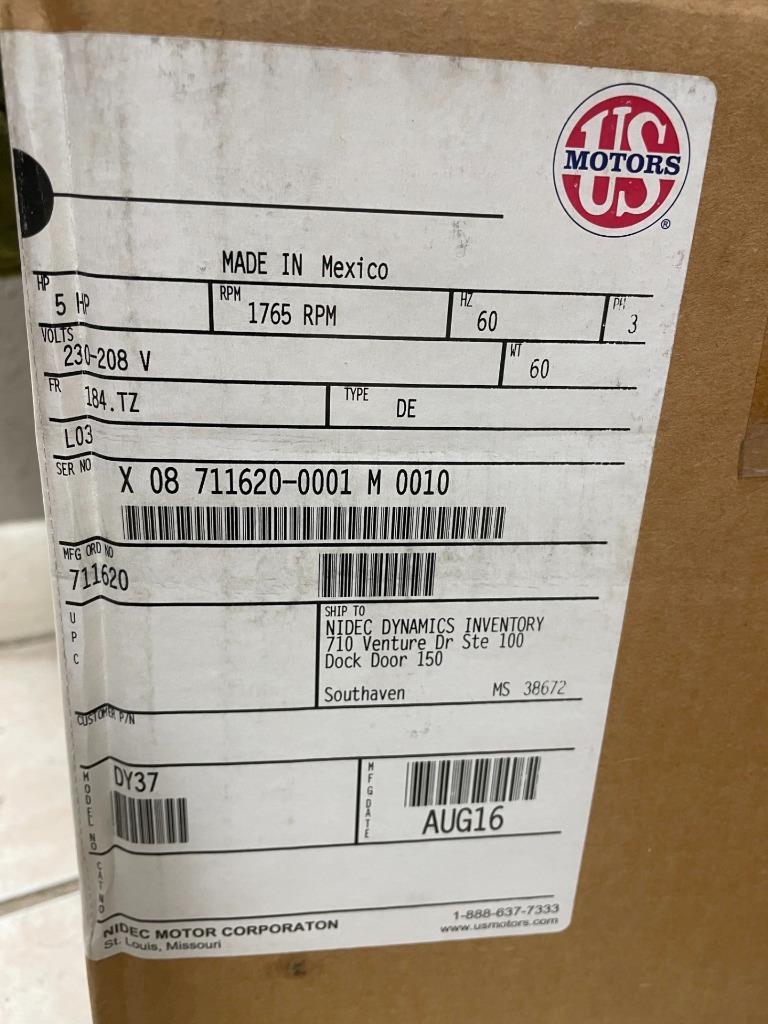 US
MOTORS
®
MADE IN Mexico
HP 5 HP RPM 1765 RPM HZ 60 PH 3
VOLTS 230-208 V WT 60
FR 184.TZ TYPE DE
L03
SER NO X 08 711620-0001 M 0010
MFG ORD NO
711620
UPC
SHIP TO
NIDEC DYNAMICS INVENTORY
710 Venture Dr Ste 100
Dock Door 150
Southaven MS 38672
CUSTOMER P/N
MODEL NO DY37
MFG DATE AUG16
CAT NO
NIDEC MOTOR CORPORATON
St. Louis, Missouri
1-888-637-7333
www.usmotors.com